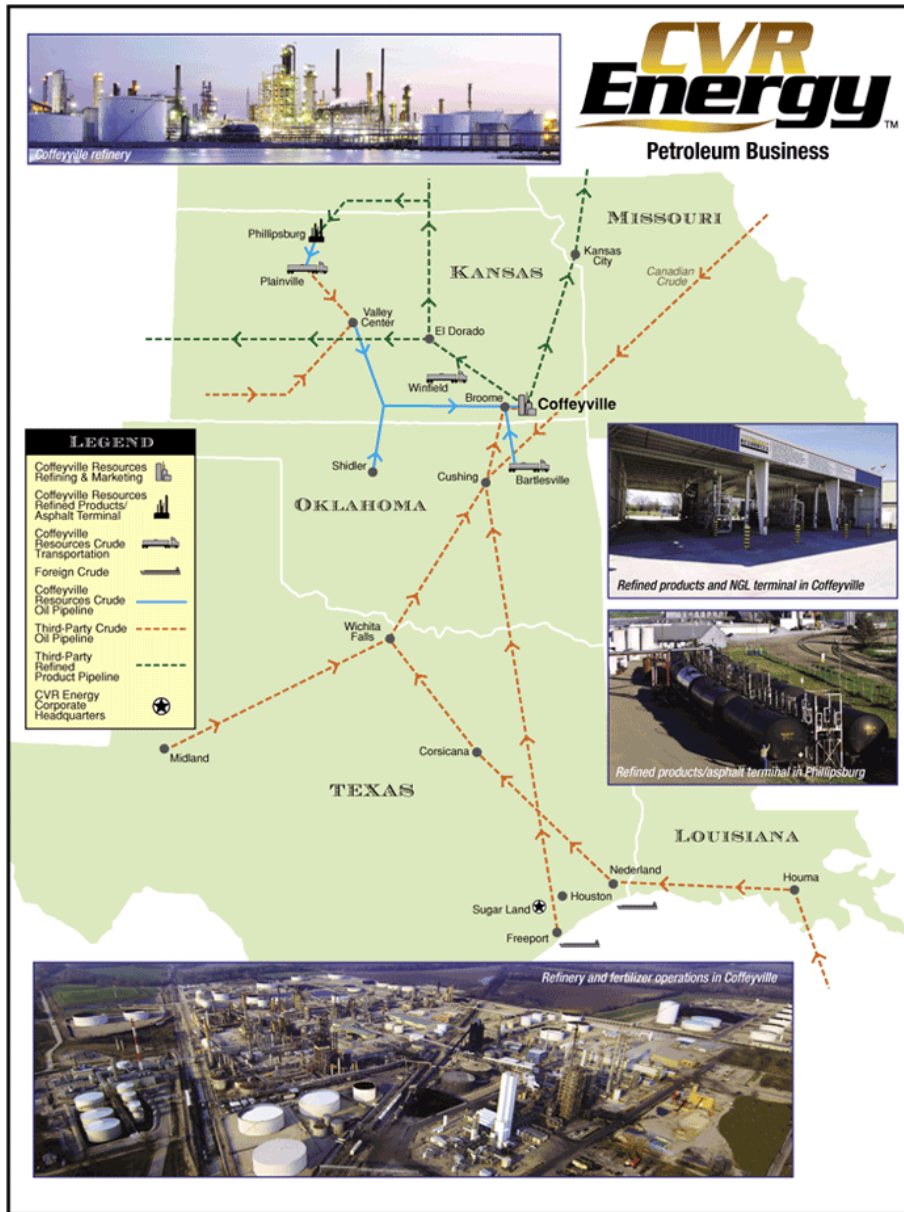 CVR
Energy™
Petroleum Business
Coffeyville refinery
MISSOURI
Phillipsburg
Kansas
City
KANSAS
Canadian
Crude
Plainville
Valley
Center
El Dorado
Winfield
Broome
Coffeyville
LEGEND
Coffeyville Resources
Refining & Marketing
Coffeyville Resources
Refined Products/
Asphalt Terminal
Coffeyville
Resources Crude
Transportation
Foreign Crude
Coffeyville
Resources Crude
Oil Pipeline
Third-Party Crude
Oil Pipeline
Third-Party
Refined
Product Pipeline
CVR Energy
Corporate
Headquarters
Shidler
Cushing
Bartlesville
OKLAHOMA
Refined products and NGL terminal in Coffeyville
Wichita
Falls
Midland
Corsicana
Refined products/asphalt terminal in Phillipsburg
TEXAS
LOUISIANA
Nederland
Houma
Houston
Sugar Land
Freeport
Refinery and fertilizer operations in Coffeyville